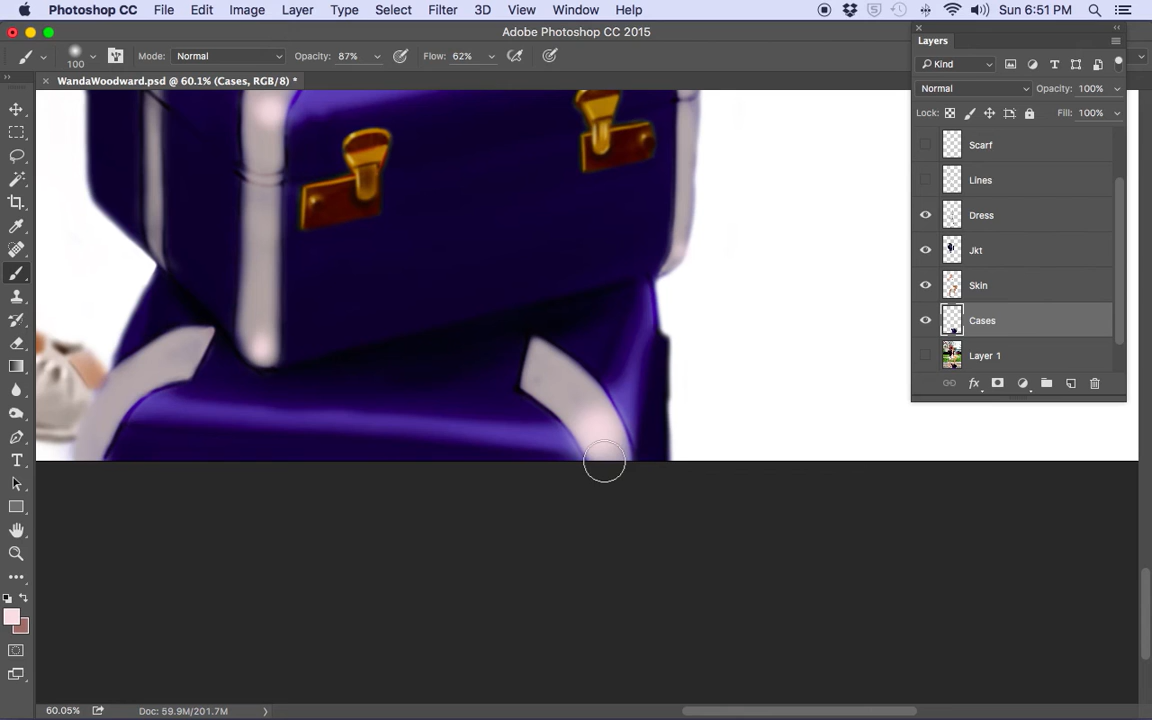 Photoshop CC File Edit Image Layer Type Select Filter 3D View Window Help Sun 6:51 PM
Adobe Photoshop CC 2015
100 Mode: Normal Opacity: 87% Flow: 62%
WandaWoodward.psd @ 60.1% (Cases, RGB/8) *
Layers
Kind
Normal Opacity: 100%
Lock: Fill: 100%
Scarf
Lines
Dress
Jkt
Skin
Cases
Layer 1
fx
60.05% Doc: 59.9M/201.7M